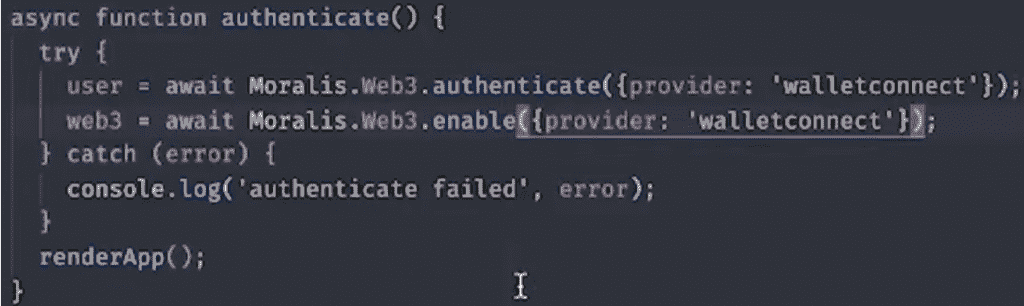 async function authenticate() {
try {
user = await Moralis.Web3.authenticate({provider: 'walletconnect'});
web3 = await Moralis.Web3.enable({provider: 'walletconnect'});
} catch (error) {
console.log('authenticate failed', error);
}
renderApp();
}